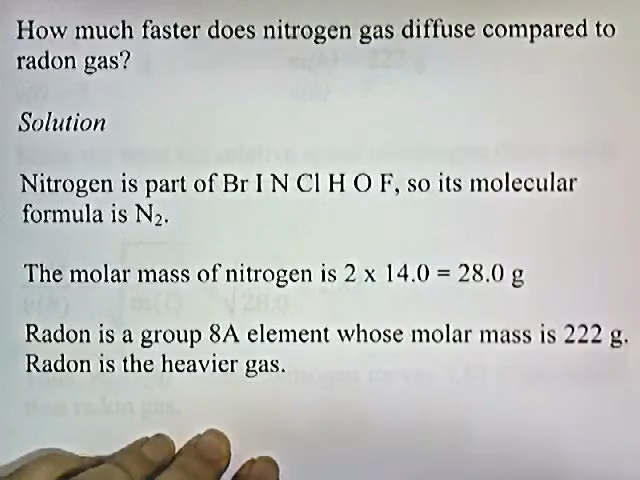 How much faster does nitrogen gas diffuse compared to
radon gas?
Solution
Nitrogen is part of Br I N Cl H O F, so its molecular
formula is N₂.
The molar mass of nitrogen is 2 x 14.0 = 28.0 g
Radon is a group 8A element whose molar mass is 222 g.
Radon is the heavier gas.